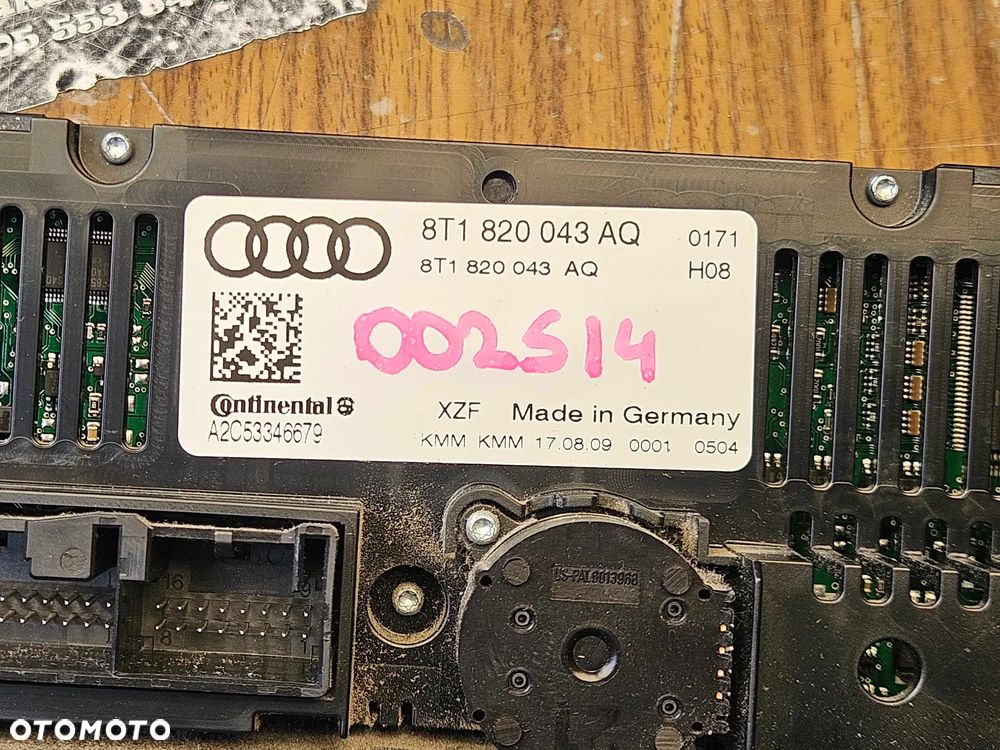 8T1 820 043 AQ 0171
8T1 820 043 AQ H08
002514
Continental
A2C53346679
XZF Made in Germany
KMM KMM 17.08.09 0001 0504
16
9
8
1
OTOMOTO